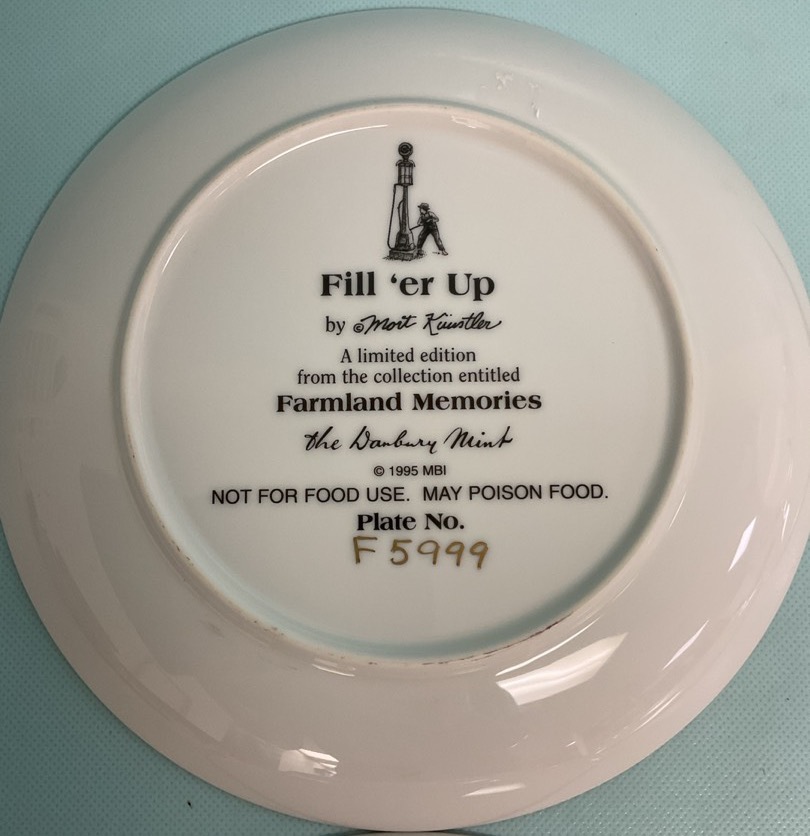 Fill ‘er Up
by ©Mort Künstler
A limited edition
from the collection entitled
Farmland Memories
the Danbury Mint
© 1995 MBI
NOT FOR FOOD USE. MAY POISON FOOD.
Plate No.
F5999